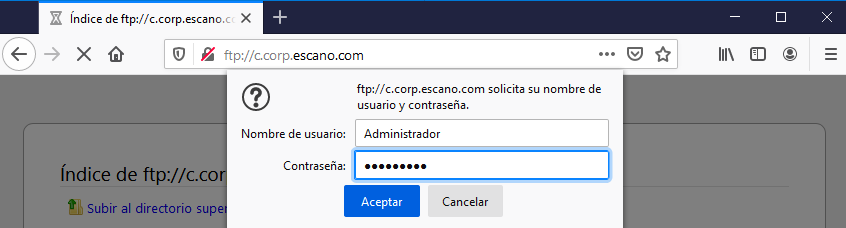 Índice de ftp://c.corp.escano.co
ftp://c.corp.escano.com
ftp://c.corp.escano.com solicita su nombre de
usuario y contraseña.
Nombre de usuario: Administrador
Contraseña: •••••••••
Aceptar Cancelar
Índice de ftp://c.cor
Subir al directorio super